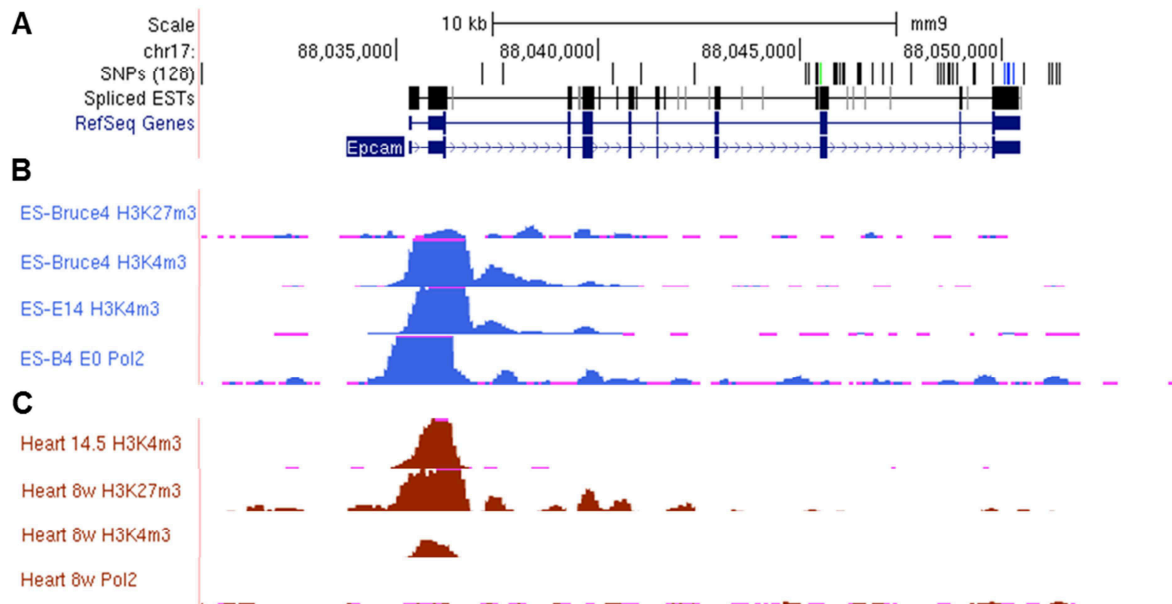 A
Scale 10 kb mm9
chr17: 88,035,000 88,040,000 88,045,000 88,050,000
SNPs (128)
Spliced ESTs
RefSeq Genes
Epcam
B
ES-Bruce4 H3K27m3
ES-Bruce4 H3K4m3
ES-E14 H3K4m3
ES-B4 E0 Pol2
C
Heart 14.5 H3K4m3
Heart 8w H3K27m3
Heart 8w H3K4m3
Heart 8w Pol2